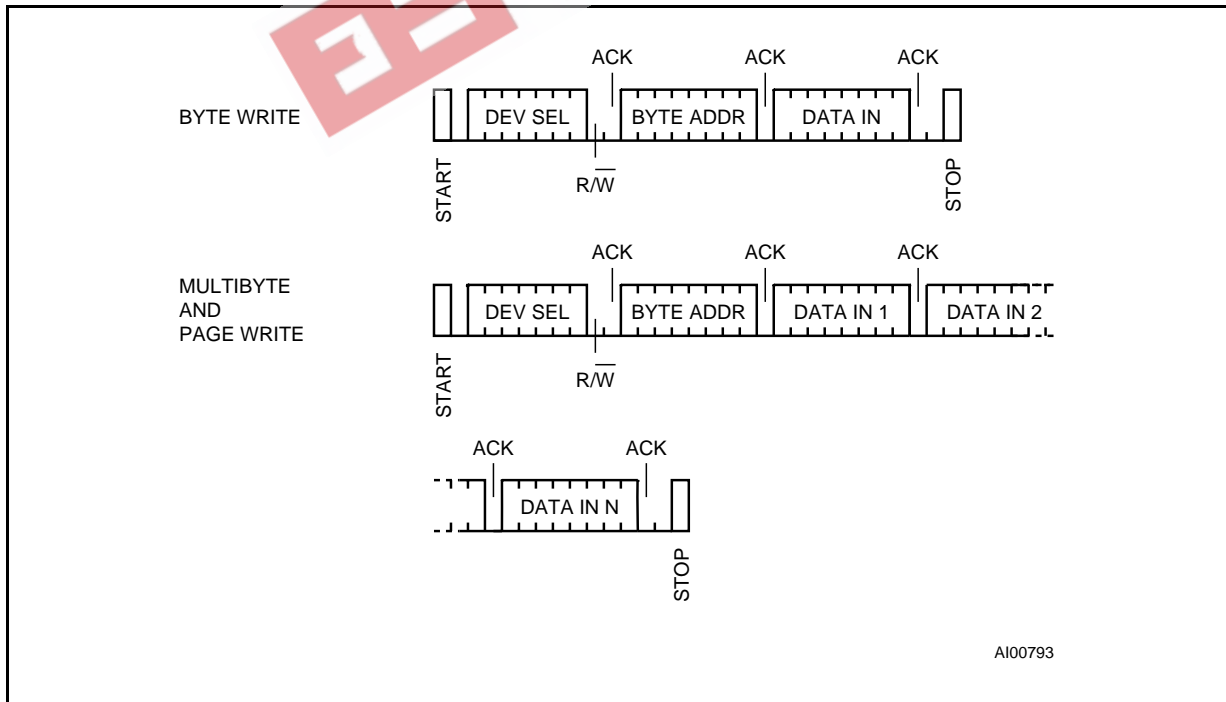 ACK ACK ACK
BYTE WRITE DEV SEL BYTE ADDR DATA IN
START R/W STOP
ACK ACK ACK
MULTIBYTE
AND
PAGE WRITE DEV SEL BYTE ADDR DATA IN 1 DATA IN 2
START R/W
ACK ACK
DATA IN N
STOP
AI00793